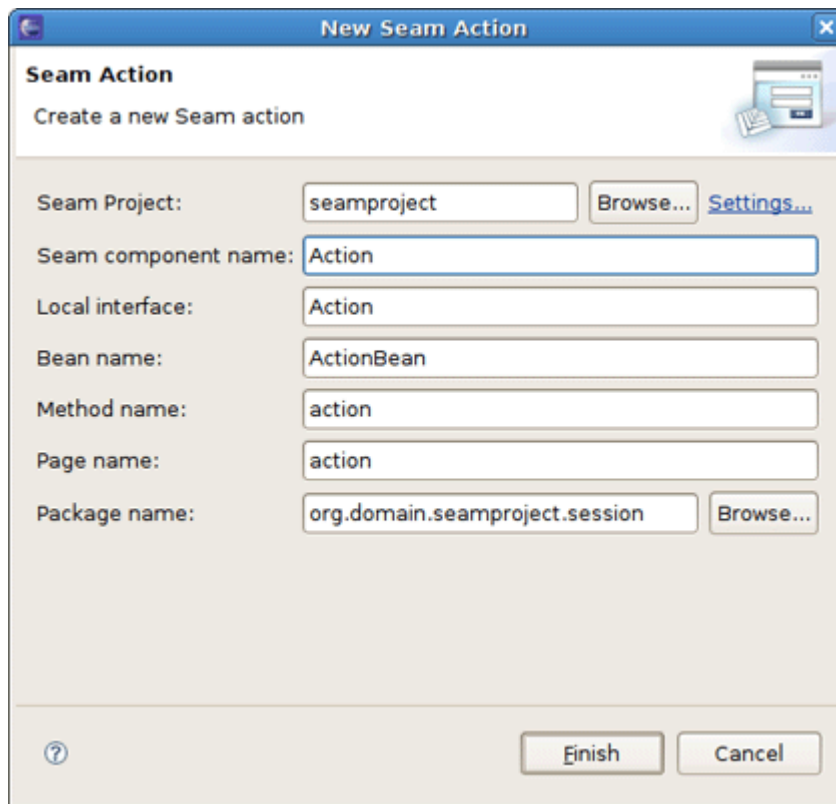 New Seam Action
Seam Action
Create a new Seam action
Seam Project: seamproject Browse... Settings...
Seam component name: Action
Local interface: Action
Bean name: ActionBean
Method name: action
Page name: action
Package name: org.domain.seamproject.session Browse...
? Finish Cancel